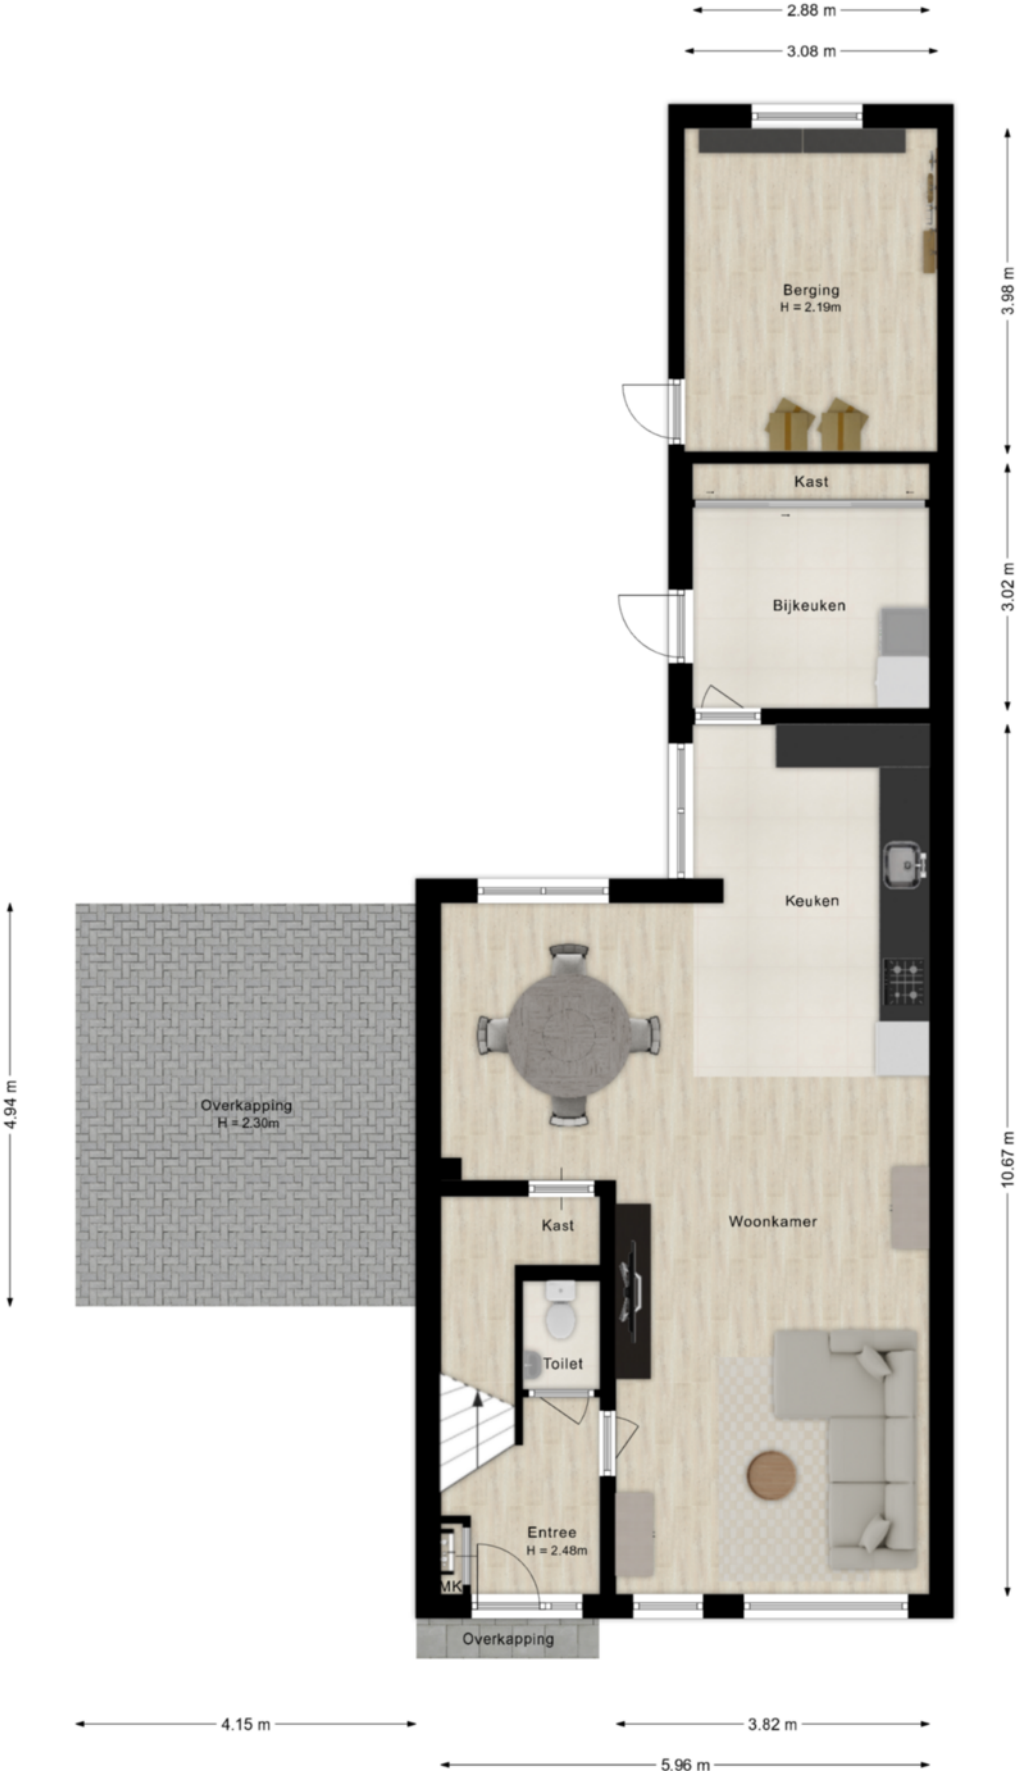 2.88 m
3.08 m
Berging
H = 2.19m
3.98 m
Kast
Bijkeuken
3.02 m
Keuken
Overkapping
H = 2.30m
4.94 m
10.67 m
Kast
Woonkamer
Toilet
Entree
H = 2.48m
MK
Overkapping
4.15 m
3.82 m
5.96 m